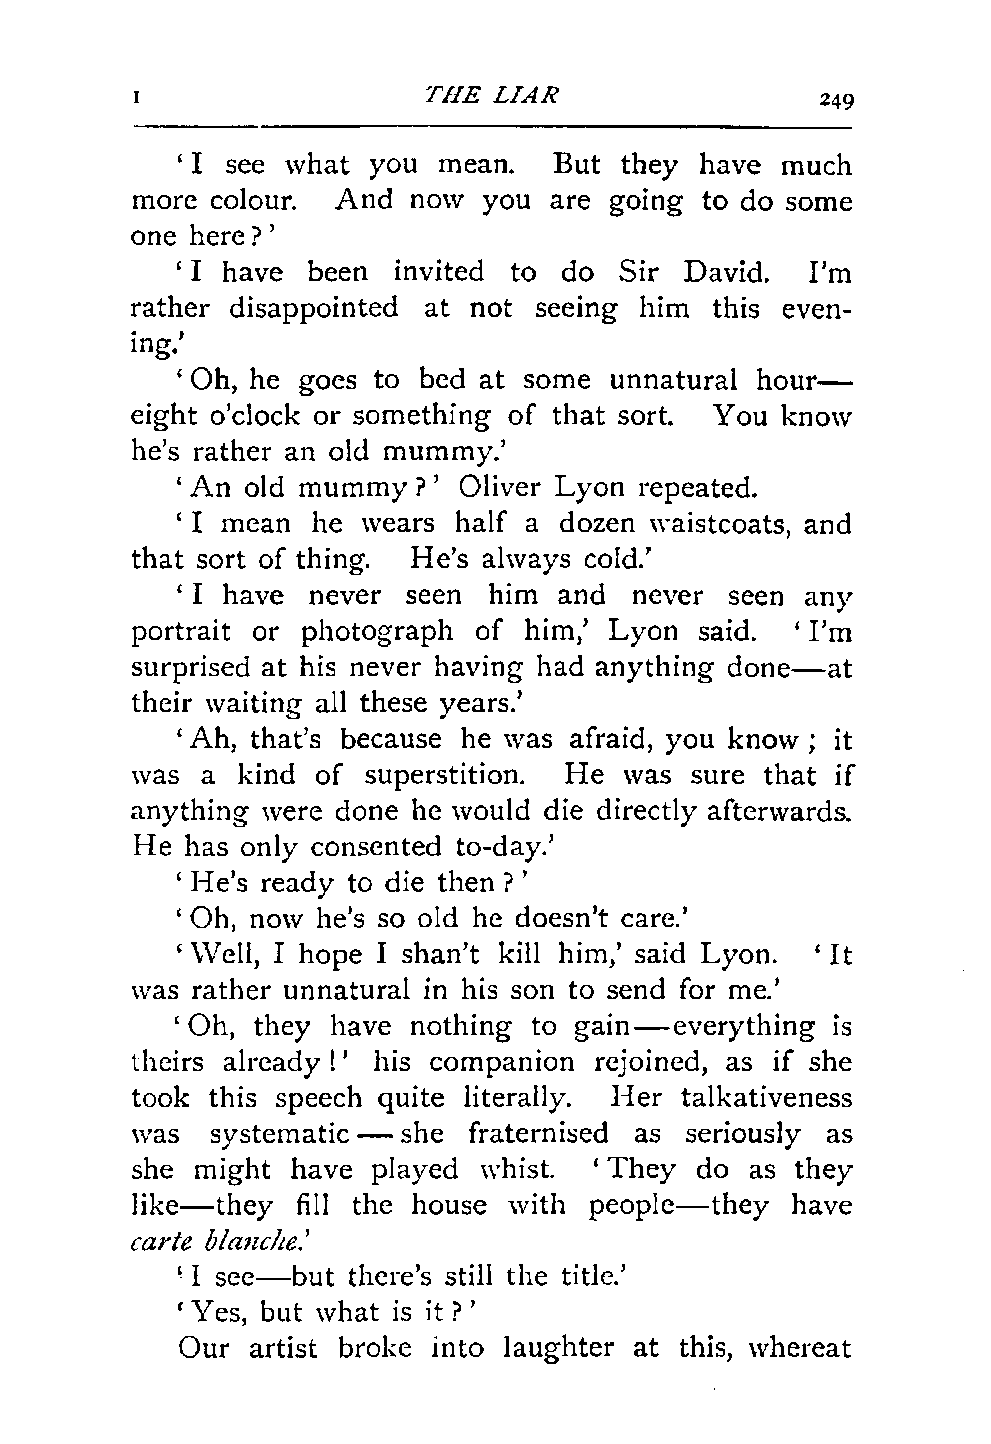 I THE LIAR 249
‘I see what you mean. But they have much
more colour. And now you are going to do some
one here?’
‘I have been invited to do Sir David. I’m
rather disappointed at not seeing him this even-
ing.’
‘Oh, he goes to bed at some unnatural hour—
eight o’clock or something of that sort. You know
he’s rather an old mummy.’
‘An old mummy?’ Oliver Lyon repeated.
‘I mean he wears half a dozen waistcoats, and
that sort of thing. He’s always cold.’
‘I have never seen him and never seen any
portrait or photograph of him,’ Lyon said. ‘I’m
surprised at his never having had anything done—at
their waiting all these years.’
‘Ah, that’s because he was afraid, you know; it
was a kind of superstition. He was sure that if
anything were done he would die directly afterwards.
He has only consented to-day.’
‘He’s ready to die then?’
‘Oh, now he’s so old he doesn’t care.’
‘Well, I hope I shan’t kill him,’ said Lyon. ‘It
was rather unnatural in his son to send for me.’
‘Oh, they have nothing to gain—everything is
theirs already!’ his companion rejoined, as if she
took this speech quite literally. Her talkativeness
was systematic—she fraternised as seriously as
she might have played whist. ‘They do as they
like—they fill the house with people—they have
carte blanche.’
‘I see—but there’s still the title.’
‘Yes, but what is it?’
Our artist broke into laughter at this, whereat